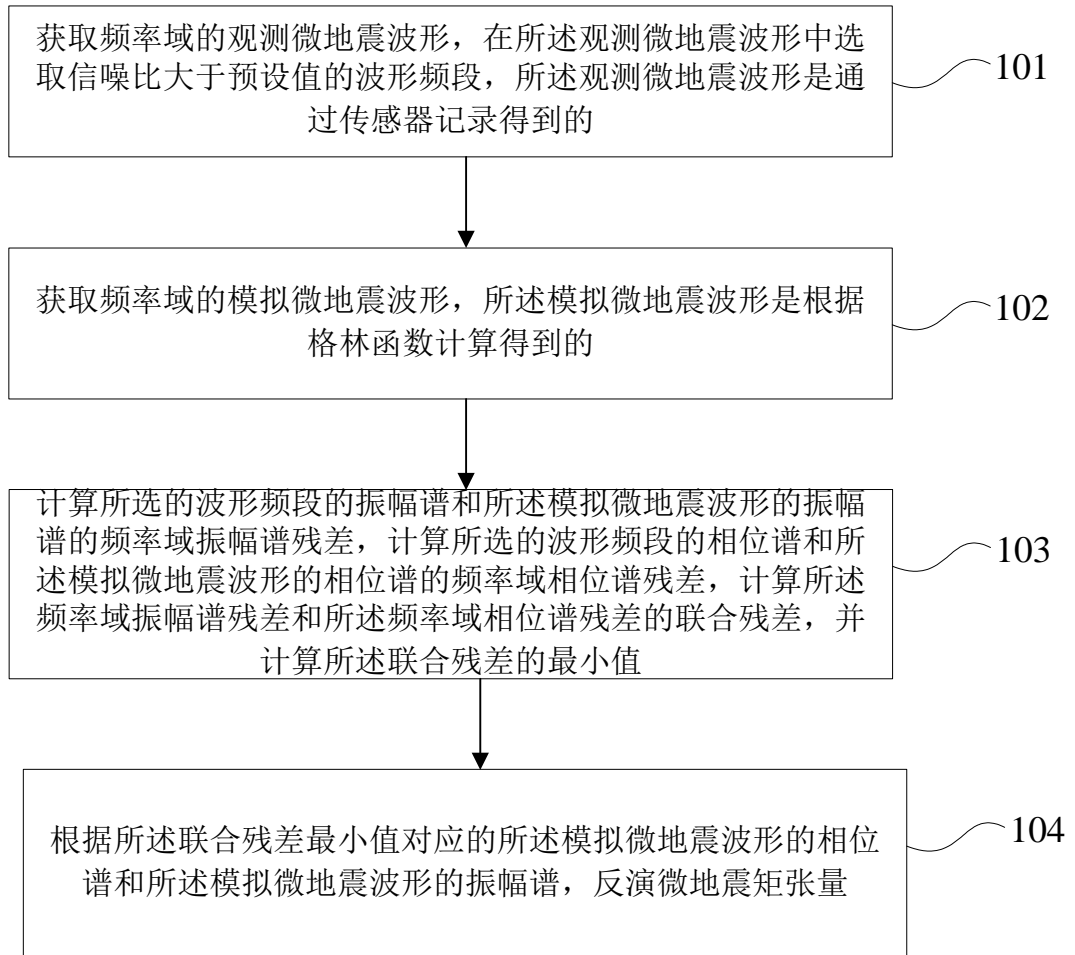 获取频率域的观测微地震波形，在所述观测微地震波形中选
取信噪比大于预设值的波形频段，所述观测微地震波形是通
过传感器记录得到的
101
获取频率域的模拟微地震波形，所述模拟微地震波形是根据
格林函数计算得到的
102
计算所选的波形频段的振幅谱和所述模拟微地震波形的振幅
谱的频率域振幅谱残差，计算所选的波形频段的相位谱和所
述模拟微地震波形的相位谱的频率域相位谱残差，计算所述
频率域振幅谱残差和所述频率域相位谱残差的联合残差，并
计算所述联合残差的最小值
103
根据所述联合残差最小值对应的所述模拟微地震波形的相位
谱和所述模拟微地震波形的振幅谱，反演微地震矩张量
104